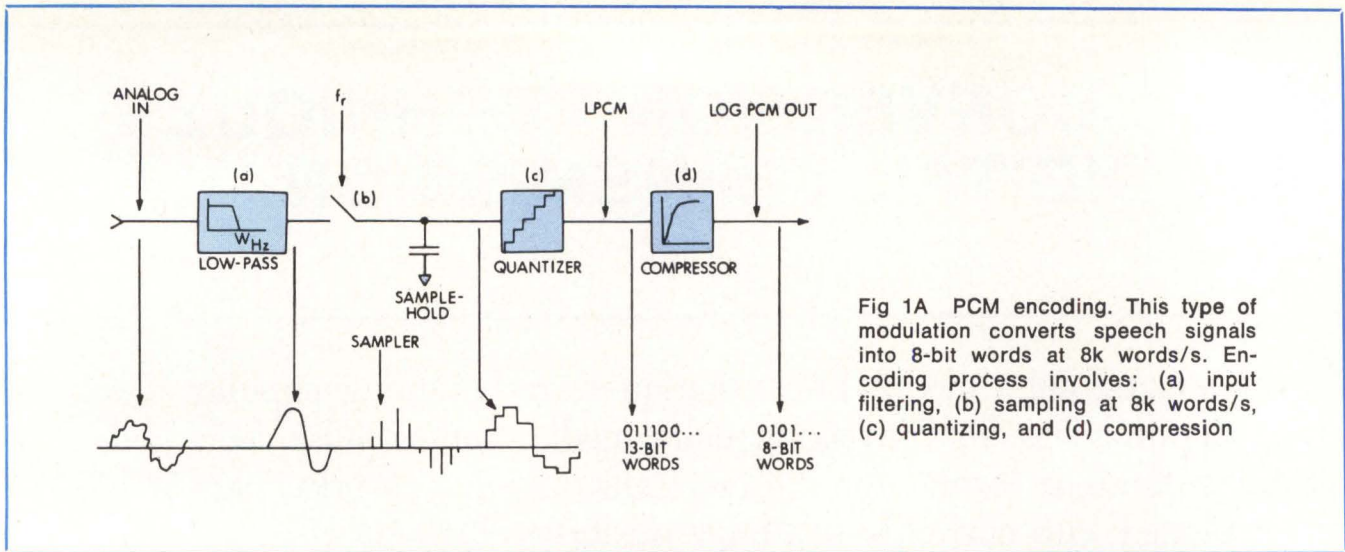 ANALOG
IN
fr
LPCM
LOG PCM OUT
(a)
(b)
(c)
(d)
W Hz
LOW-PASS
QUANTIZER
COMPRESSOR
SAMPLE-
HOLD
SAMPLER
011100...
13-BIT
WORDS
0101...
8-BIT
WORDS
Fig 1A PCM encoding. This type of
modulation converts speech signals
into 8-bit words at 8k words/s. En-
coding process involves: (a) input
filtering, (b) sampling at 8k words/s,
(c) quantizing, and (d) compression